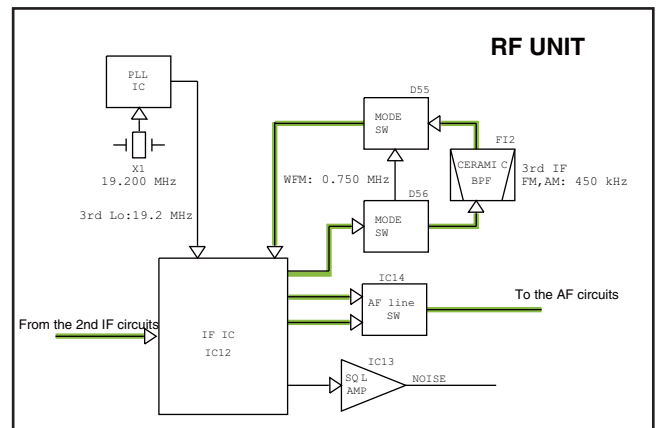 RF UNIT
PLL
IC
X1
19.200 MHz
3rd Lo:19.2 MHz
D55
MODE
SW
WFM: 0.750 MHz
D56
MODE
SW
FI2
CERAMI C
BPF
3rd IF
FM,AM: 450 kHz
IC14
AF line
SW
To the AF circuits
From the 2nd IF circuits
IF IC
IC12
IC13
SQL
AMP
NOISE